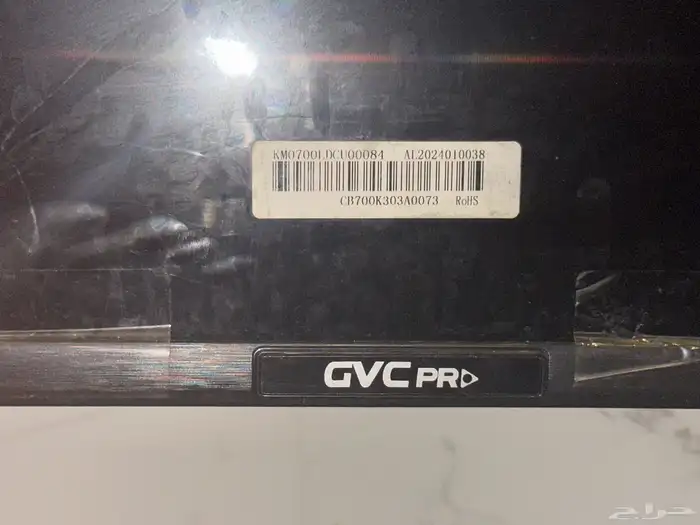 KM0700LDCU00084 AL2024010038
CB700K303A0073 RoHS
GVC PRO
حراج